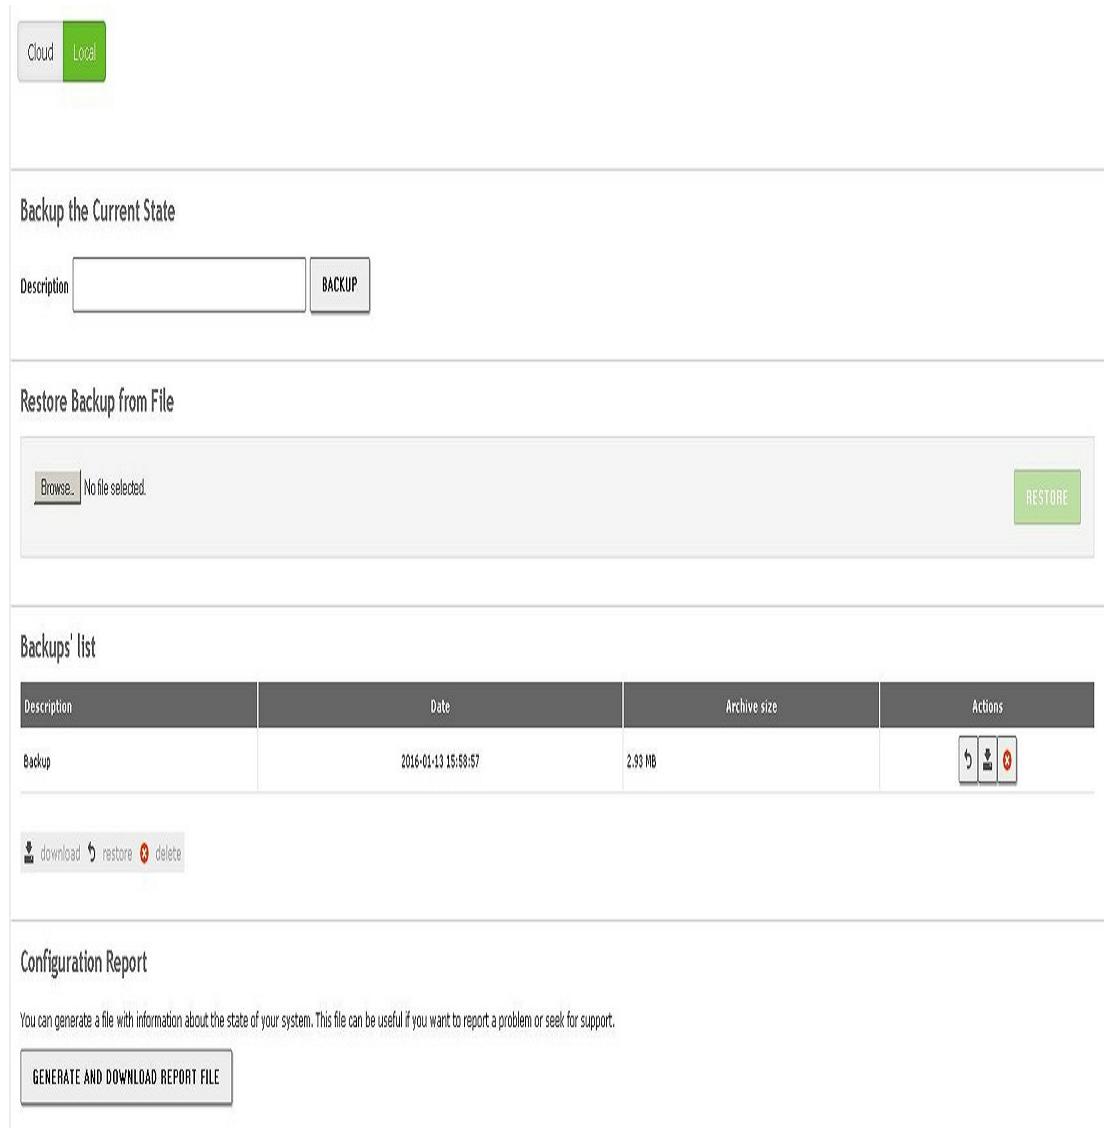 Cloud Local
Backup the Current State
Description BACKUP
Restore Backup from File
Browse... No file selected. RESTORE
Backups' list
Description Date Archive size Actions
Backup 2016-01-13 15:58:57 2.93 MB
download restore delete
Configuration Report
You can generate a file with information about the state of your system. This file can be useful if you want to report a problem or seek for support.
GENERATE AND DOWNLOAD REPORT FILE